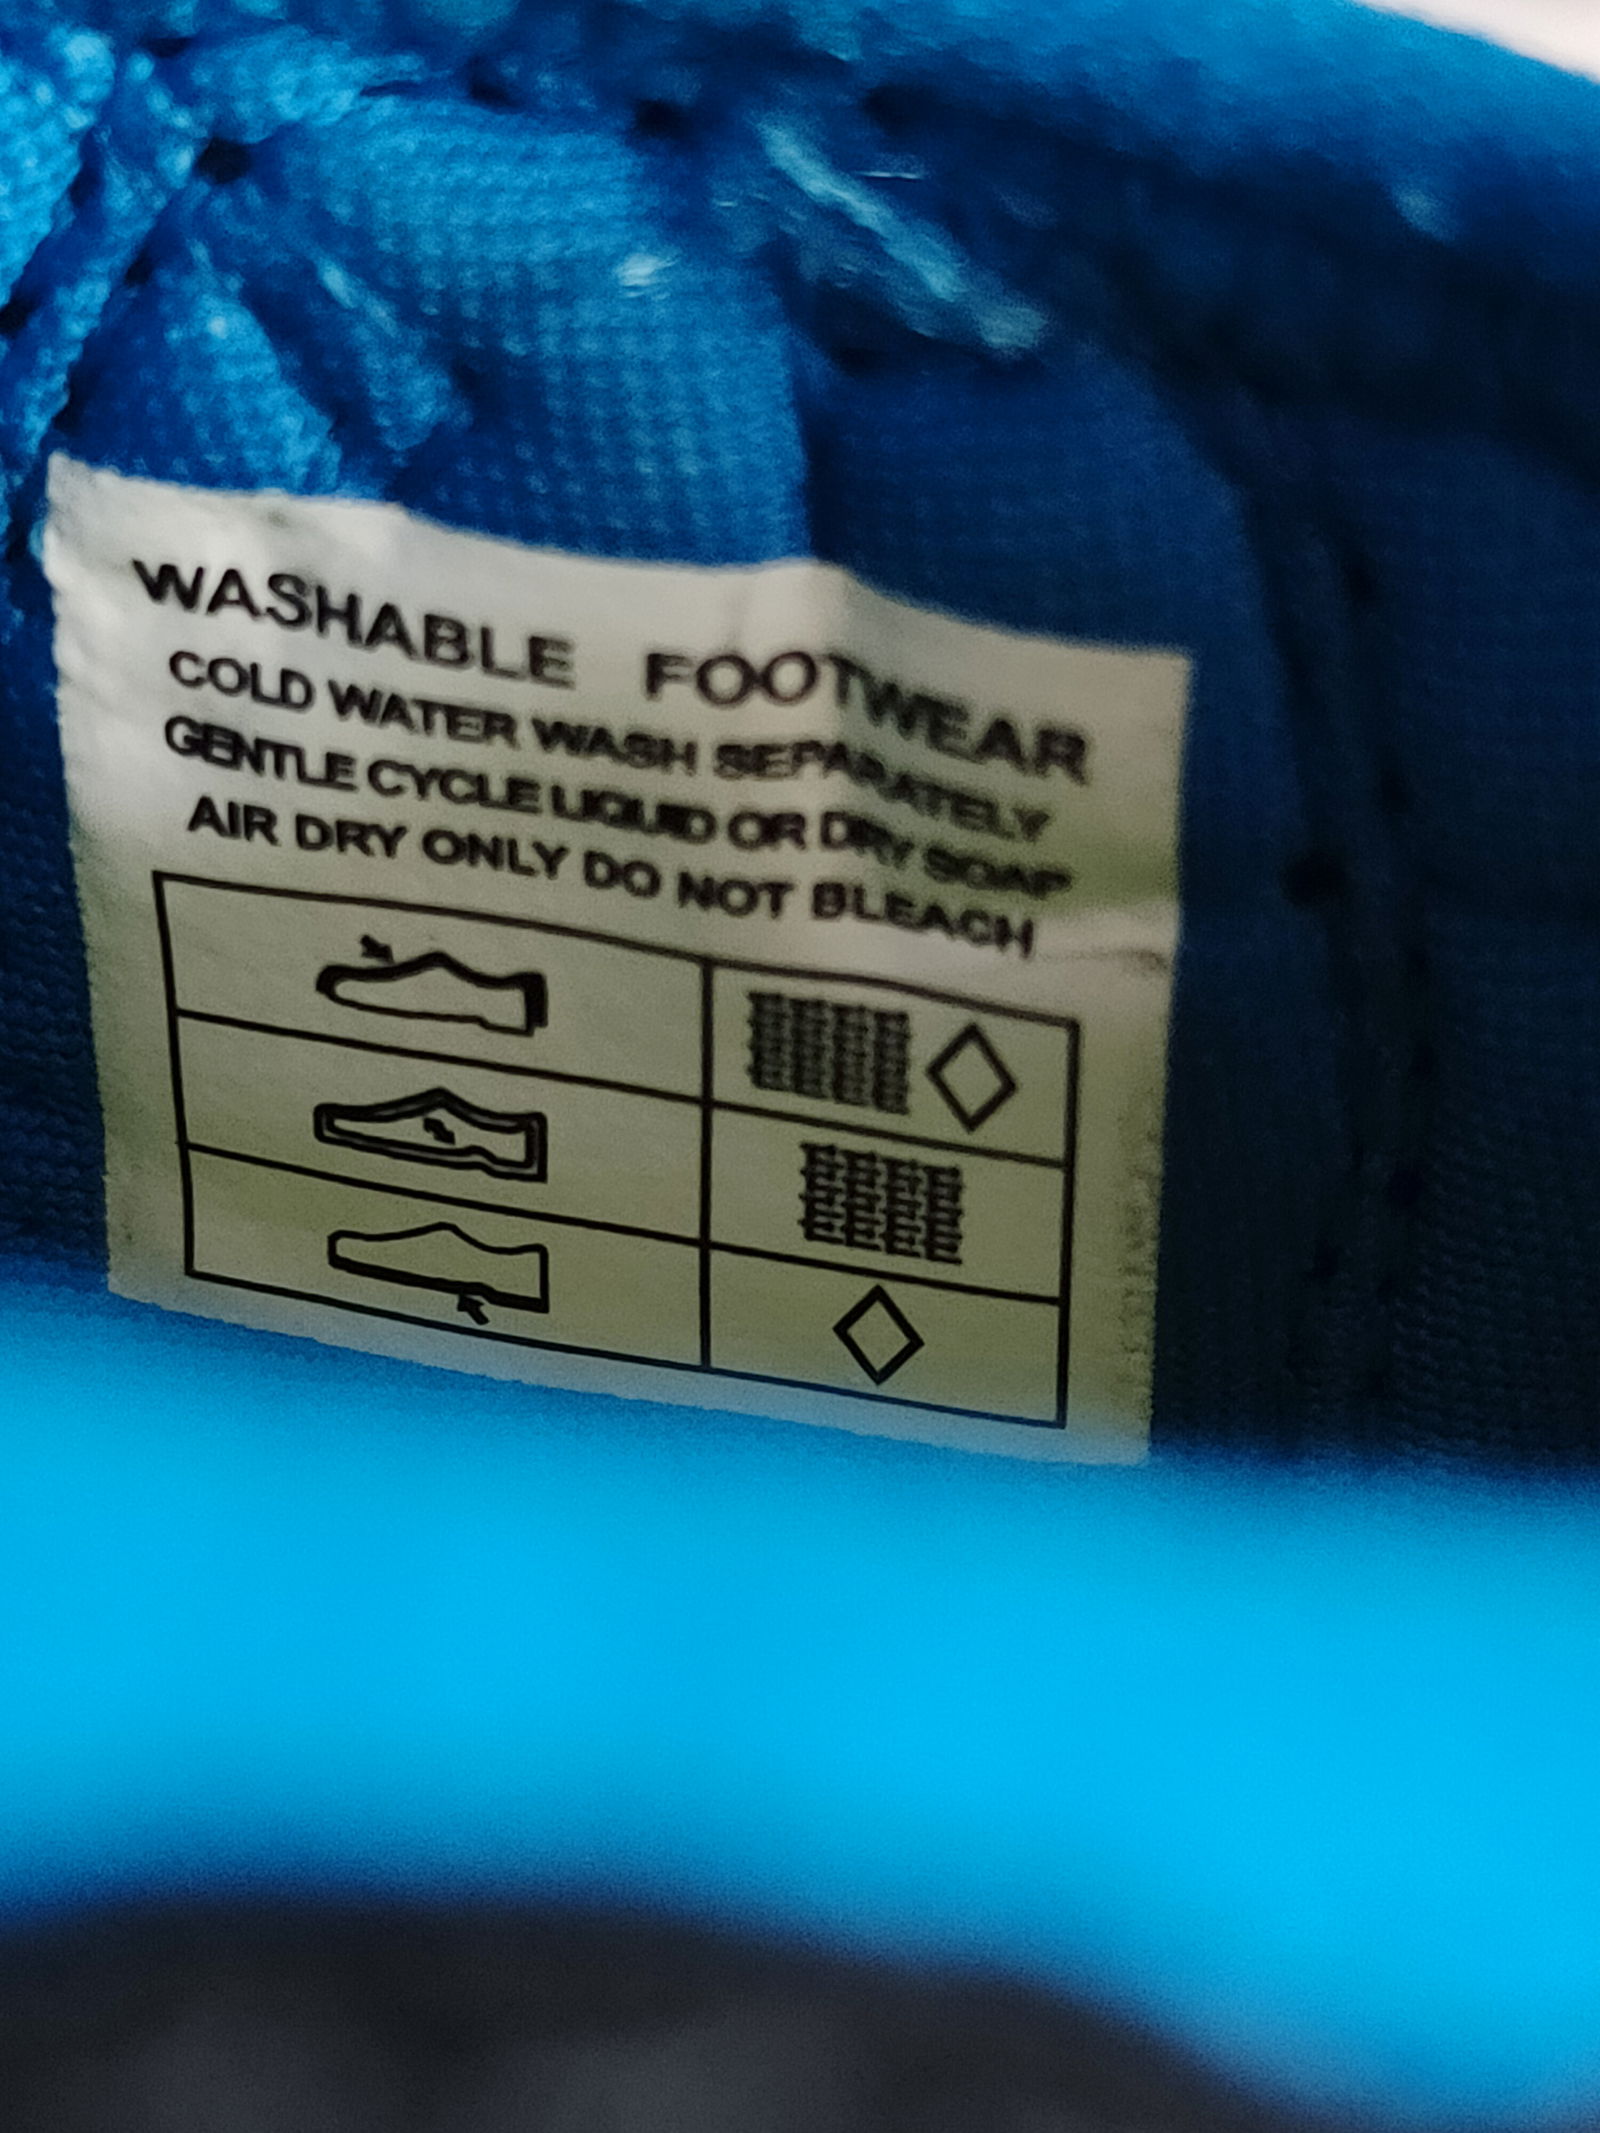 WASHABLE FOOTWEAR
COLD WATER WASH SEPARATELY
GENTLE CYCLE LIQUID OR DRY SOAP
AIR DRY ONLY DO NOT BLEACH